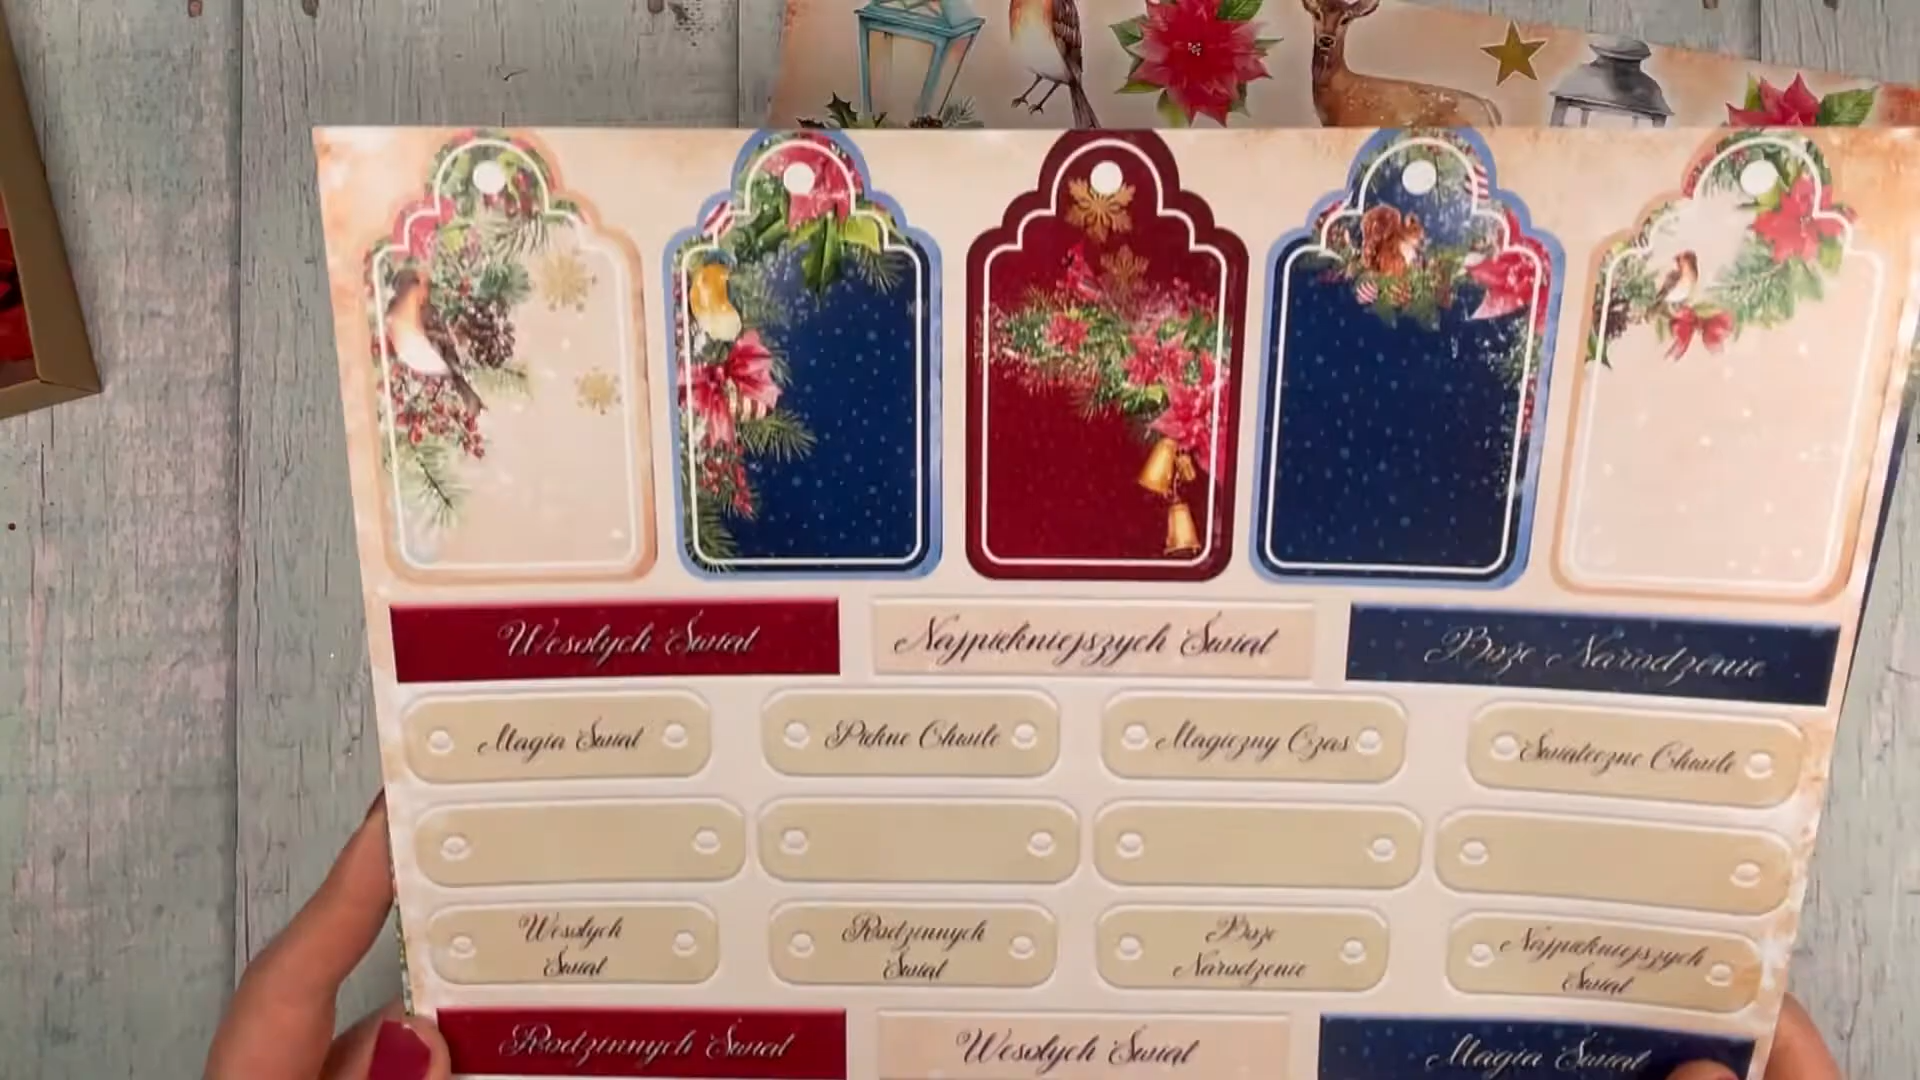 Wesołych Świąt
Najpiękniejszych Świąt
Boże Narodzenie
Magia Świąt
Piękne Chwile
Magiczny Czas
Świąteczne Chwile
Wesołych
Świąt
Rodzinnych
Świąt
Boże
Narodzenie
Najpiękniejszych
Świąt
Rodzinnych Świąt
Wesołych Świąt
Magia Świąt